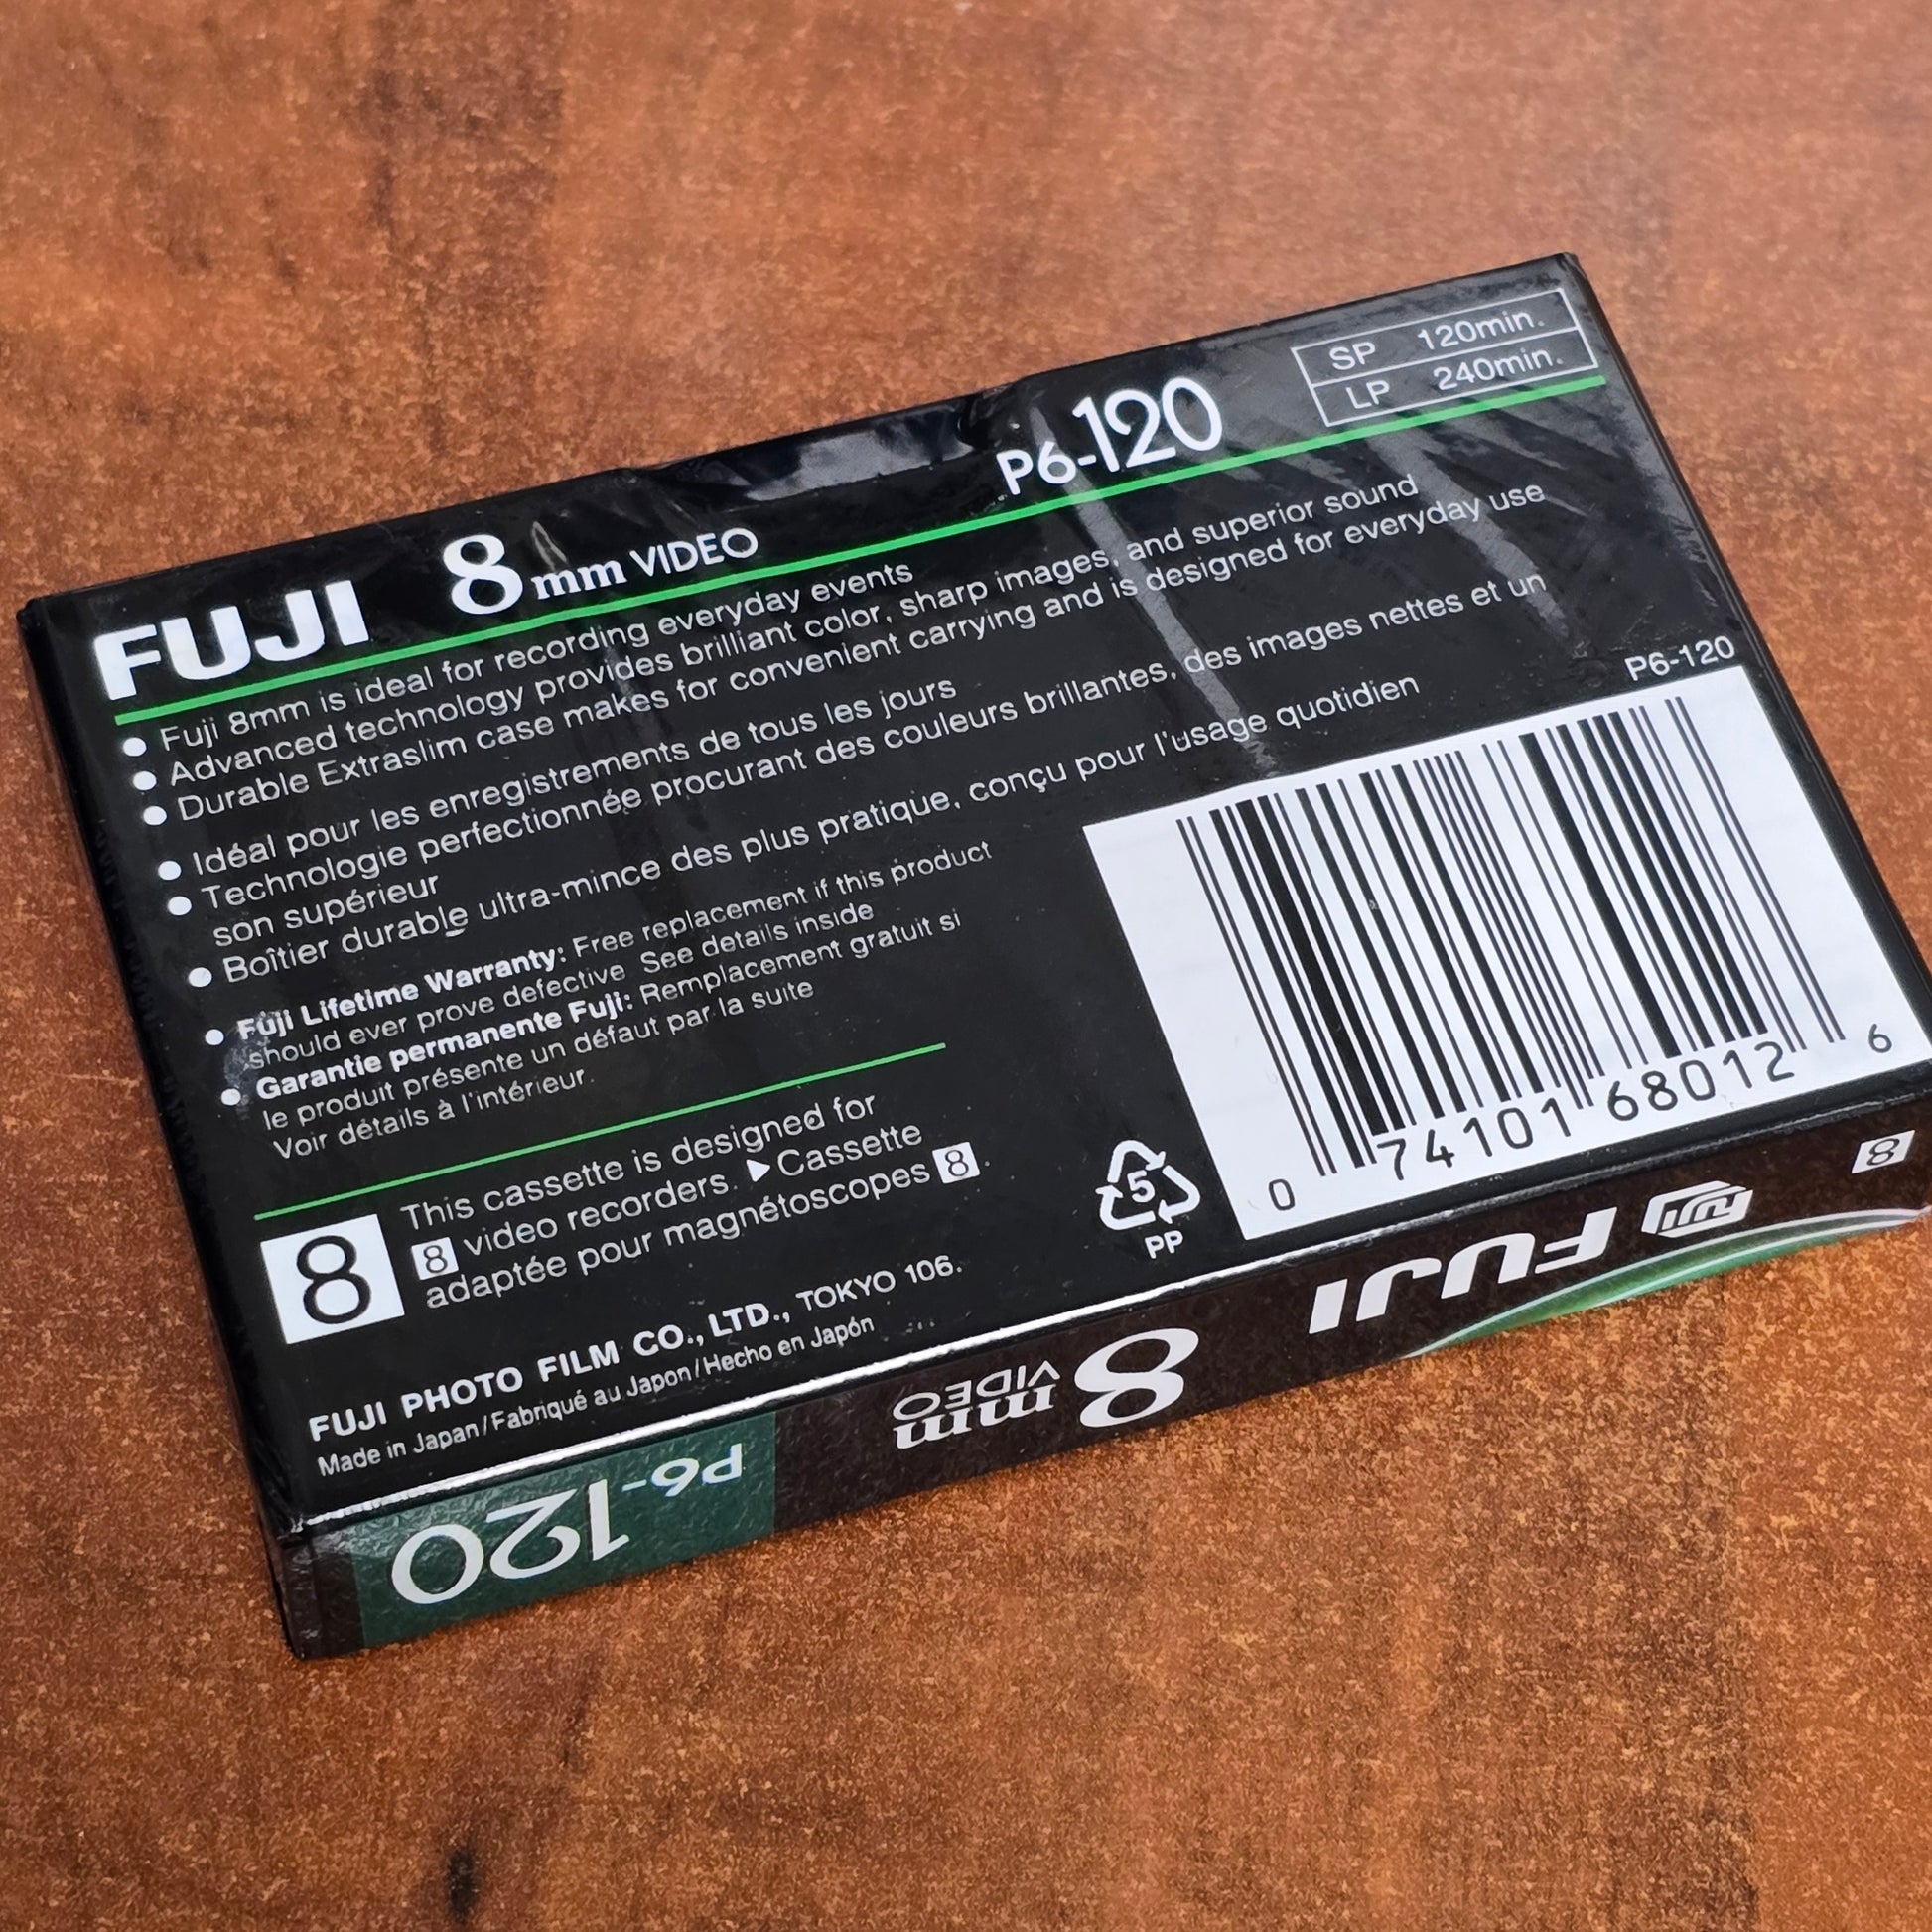 SP 120min.
LP 240min.
FUJI 8mm VIDEO P6-120
● Fuji 8mm is ideal for recording everyday events
● Advanced technology provides brilliant color, sharp images, and superior sound
● Durable Extraslim case makes for convenient carrying and is designed for everyday use
● Idéal pour les enregistrements de tous les jours
● Technologie perfectionnée procurant des couleurs brillantes, des images nettes et un
son supérieur
● Boîtier durable ultra-mince des plus pratique, conçu pour l'usage quotidien
● Fuji Lifetime Warranty: Free replacement if this product
should ever prove defective See details inside
● Garantie permanente Fuji: Remplacement gratuit si
le produit présente un défaut par la suite
Voir détails à l'intérieur.
P6-120
0 74101 68012 6
8
This cassette is designed for
8 video recorders. ▶Cassette
adaptée pour magnétoscopes 8.
5
PP
FUJI PHOTO FILM CO., LTD., TOKYO 106.
Made in Japan/Fabriqué au Japon/Hecho en Japón
8
FUJI FUJI
8mm VIDEO
P6-120